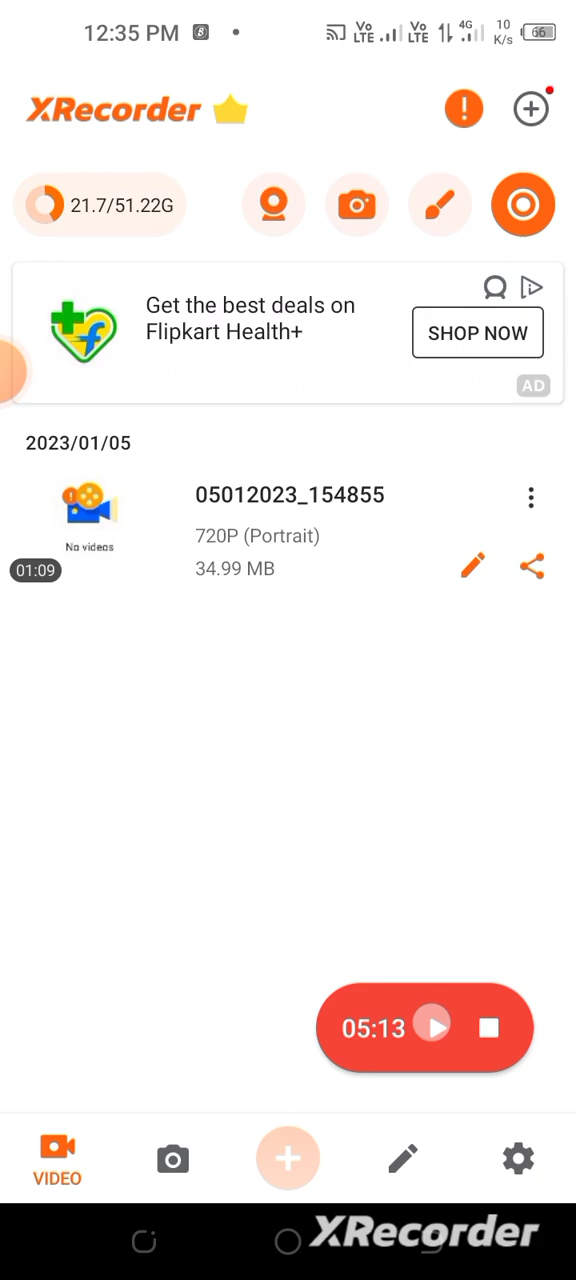 12:35 PM
Vo LTE Vo LTE 4G 10 K/s 66
XRecorder
21.7/51.22G
Get the best deals on
Flipkart Health+
SHOP NOW
AD
2023/01/05
05012023_154855
No videos
720P (Portrait)
01:09
34.99 MB
05:13
VIDEO
XRecorder